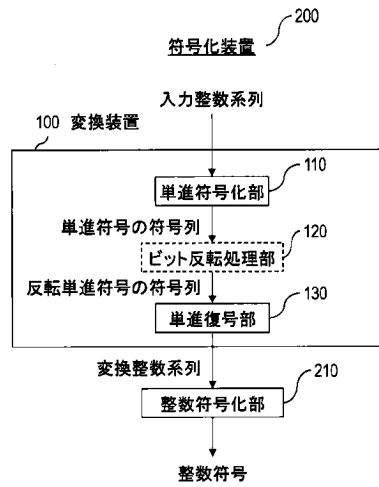 符号化装置
200
入力整数系列
100 変換装置
110
単進符号化部
単進符号の符号列
120
ビット反転処理部
反転単進符号の符号列
130
単進復号部
変換整数系列
210
整数符号化部
整数符号